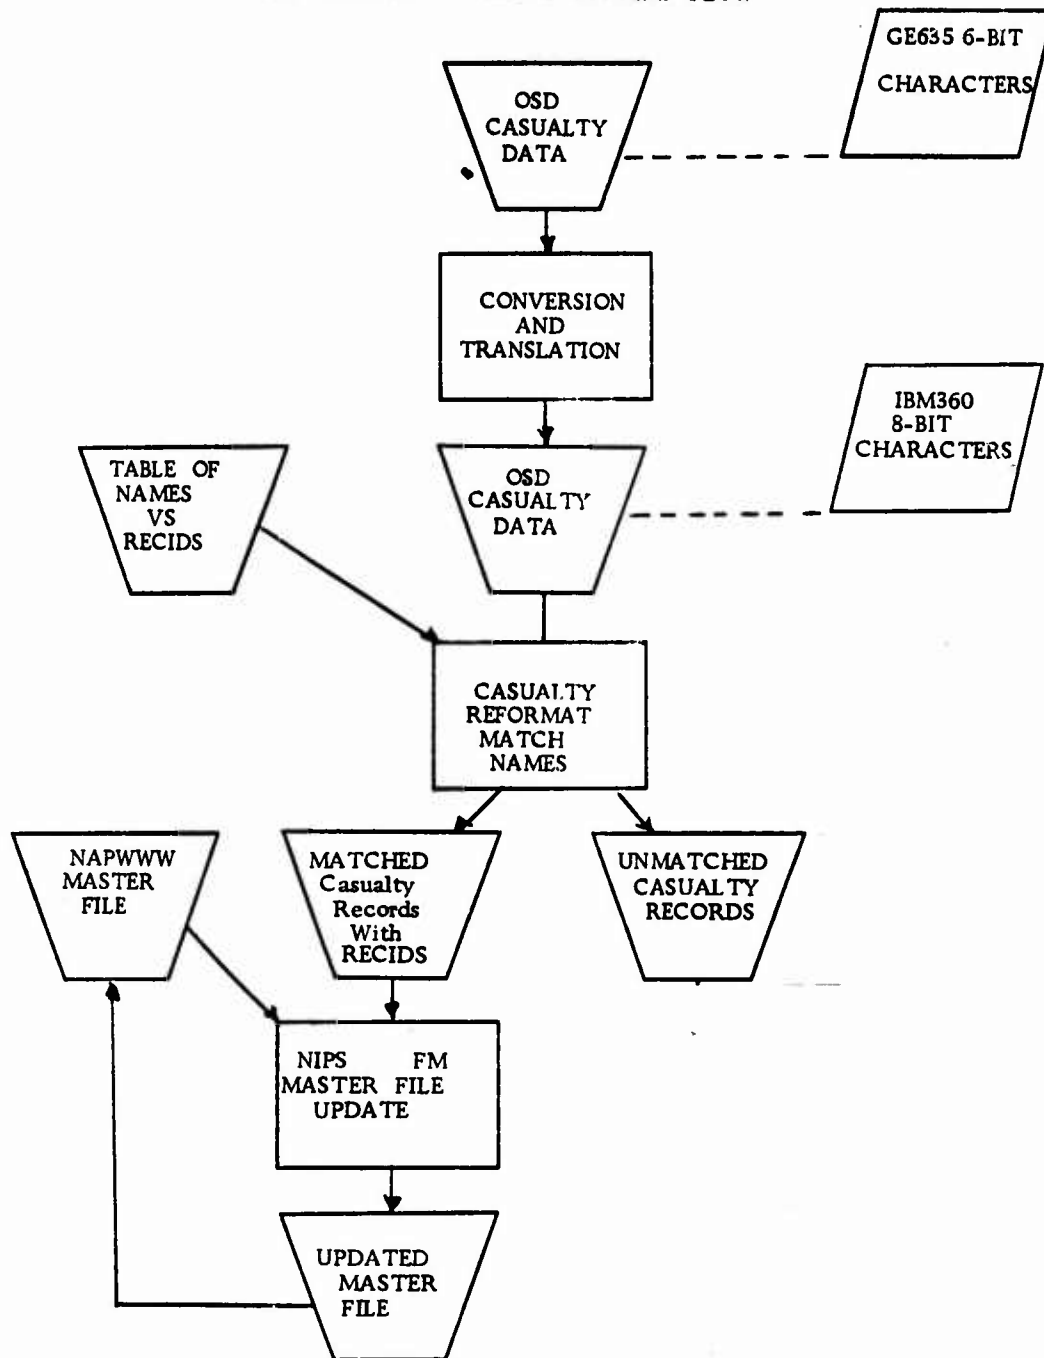 GE635 6-BIT
CHARACTERS
OSD
CASUALTY
DATA
CONVERSION
AND
TRANSLATION
IBM360
8-BIT
CHARACTERS
TABLE OF
NAMES
VS
RECIDS
OSD
CASUALTY
DATA
CASUALTY
REFORMAT
MATCH
NAMES
NAPWWW
MASTER
FILE
MATCHED
Casualty
Records
With
RECIDS
UNMATCHED
CASUALTY
RECORDS
NIPS FM
MASTER FILE
UPDATE
UPDATED
MASTER
FILE